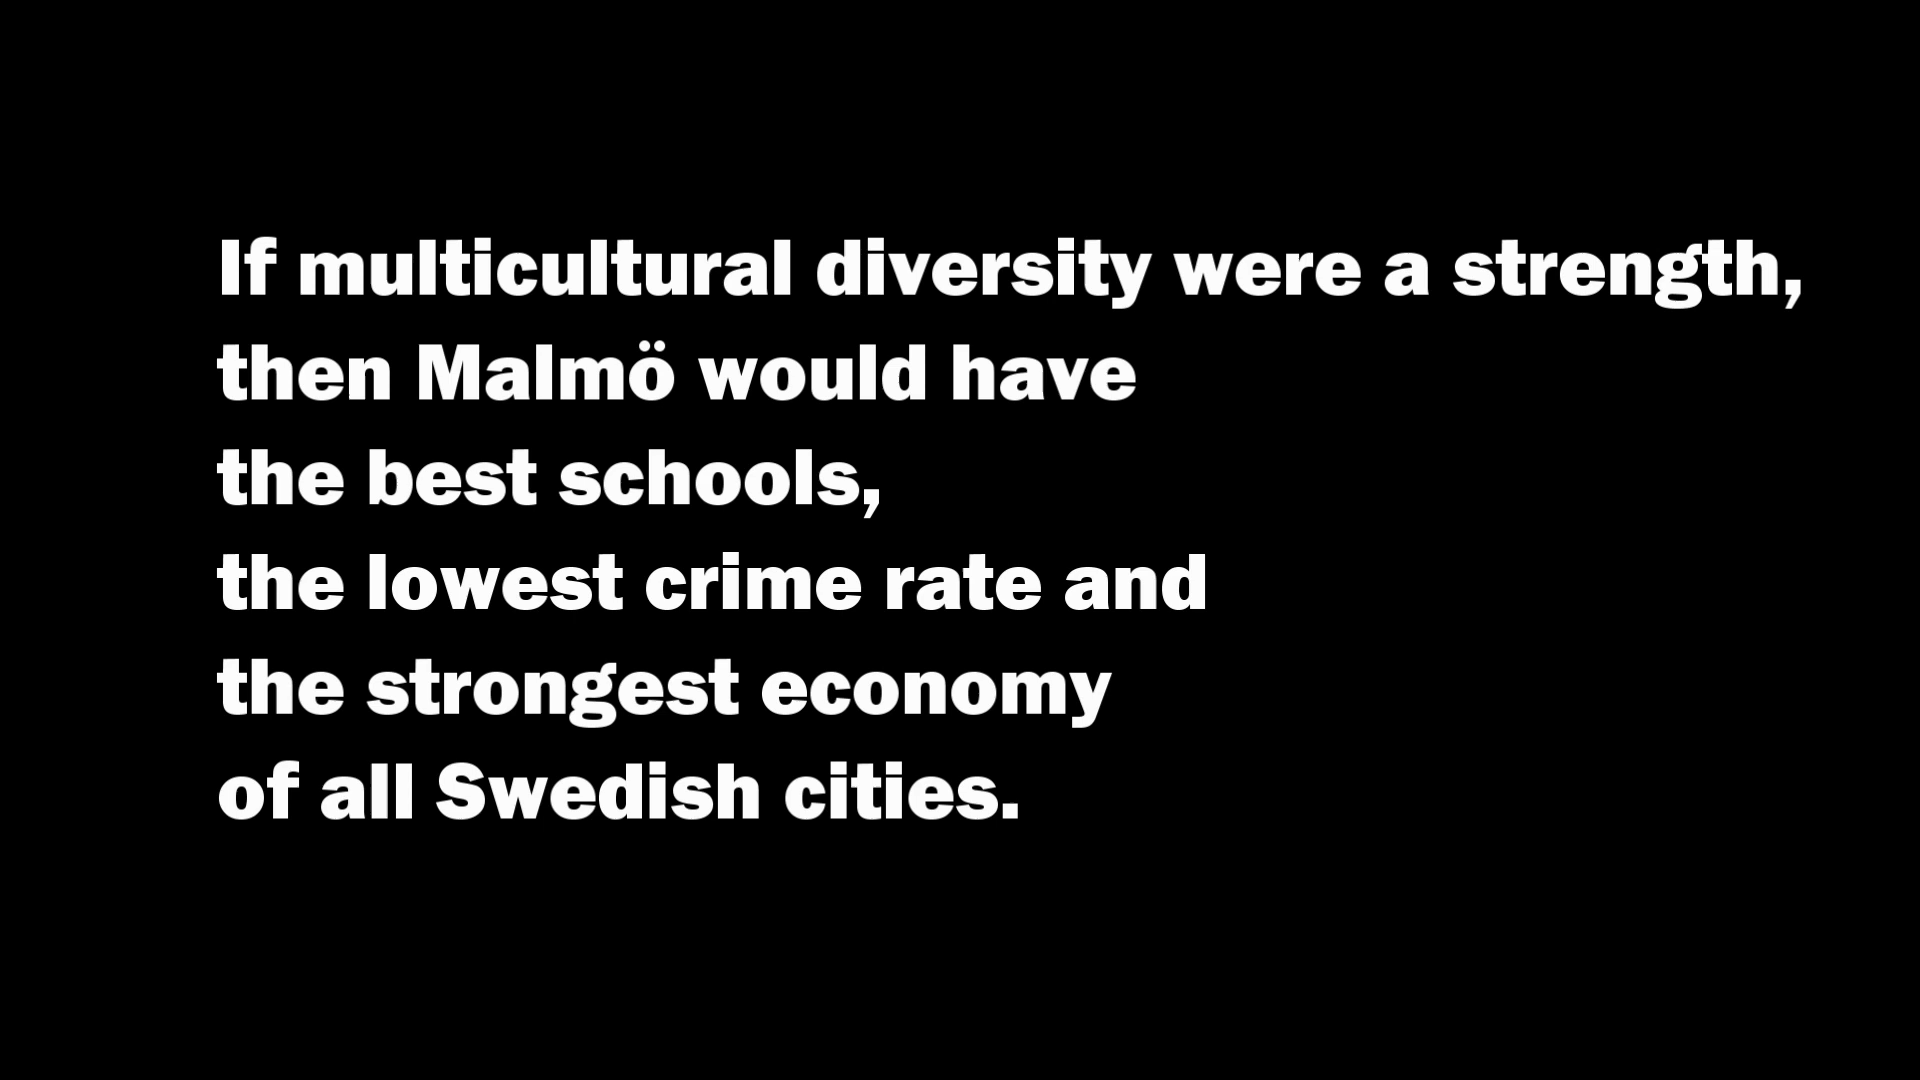 If multicultural diversity were a strength,
then Malmö would have
the best schools,
the lowest crime rate and
the strongest economy
of all Swedish cities.